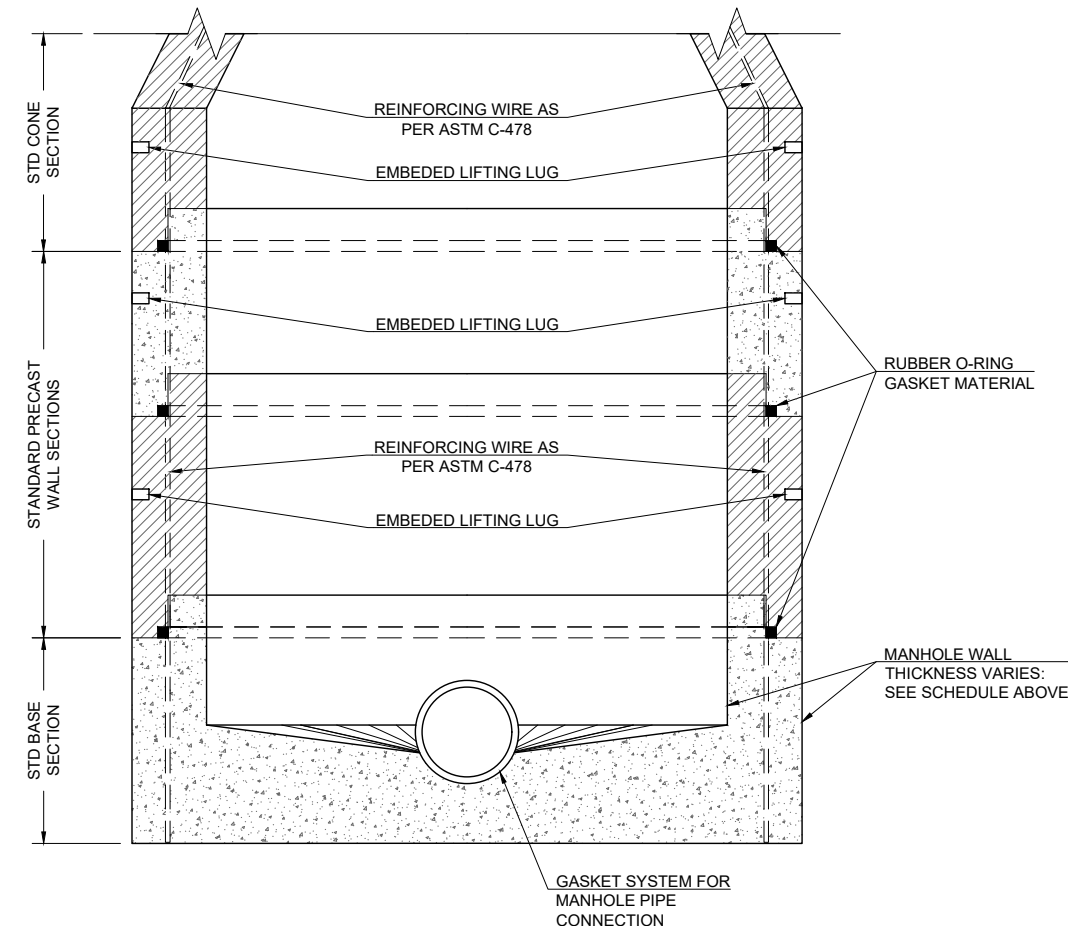 STD CONE
SECTION
REINFORCING WIRE AS
PER ASTM C-478
EMBEDED LIFTING LUG
STANDARD PRECAST
WALL SECTIONS
EMBEDED LIFTING LUG
RUBBER O-RING
GASKET MATERIAL
REINFORCING WIRE AS
PER ASTM C-478
EMBEDED LIFTING LUG
STD BASE
SECTION
MANHOLE WALL
THICKNESS VARIES:
SEE SCHEDULE ABOVE
GASKET SYSTEM FOR
MANHOLE PIPE
CONNECTION